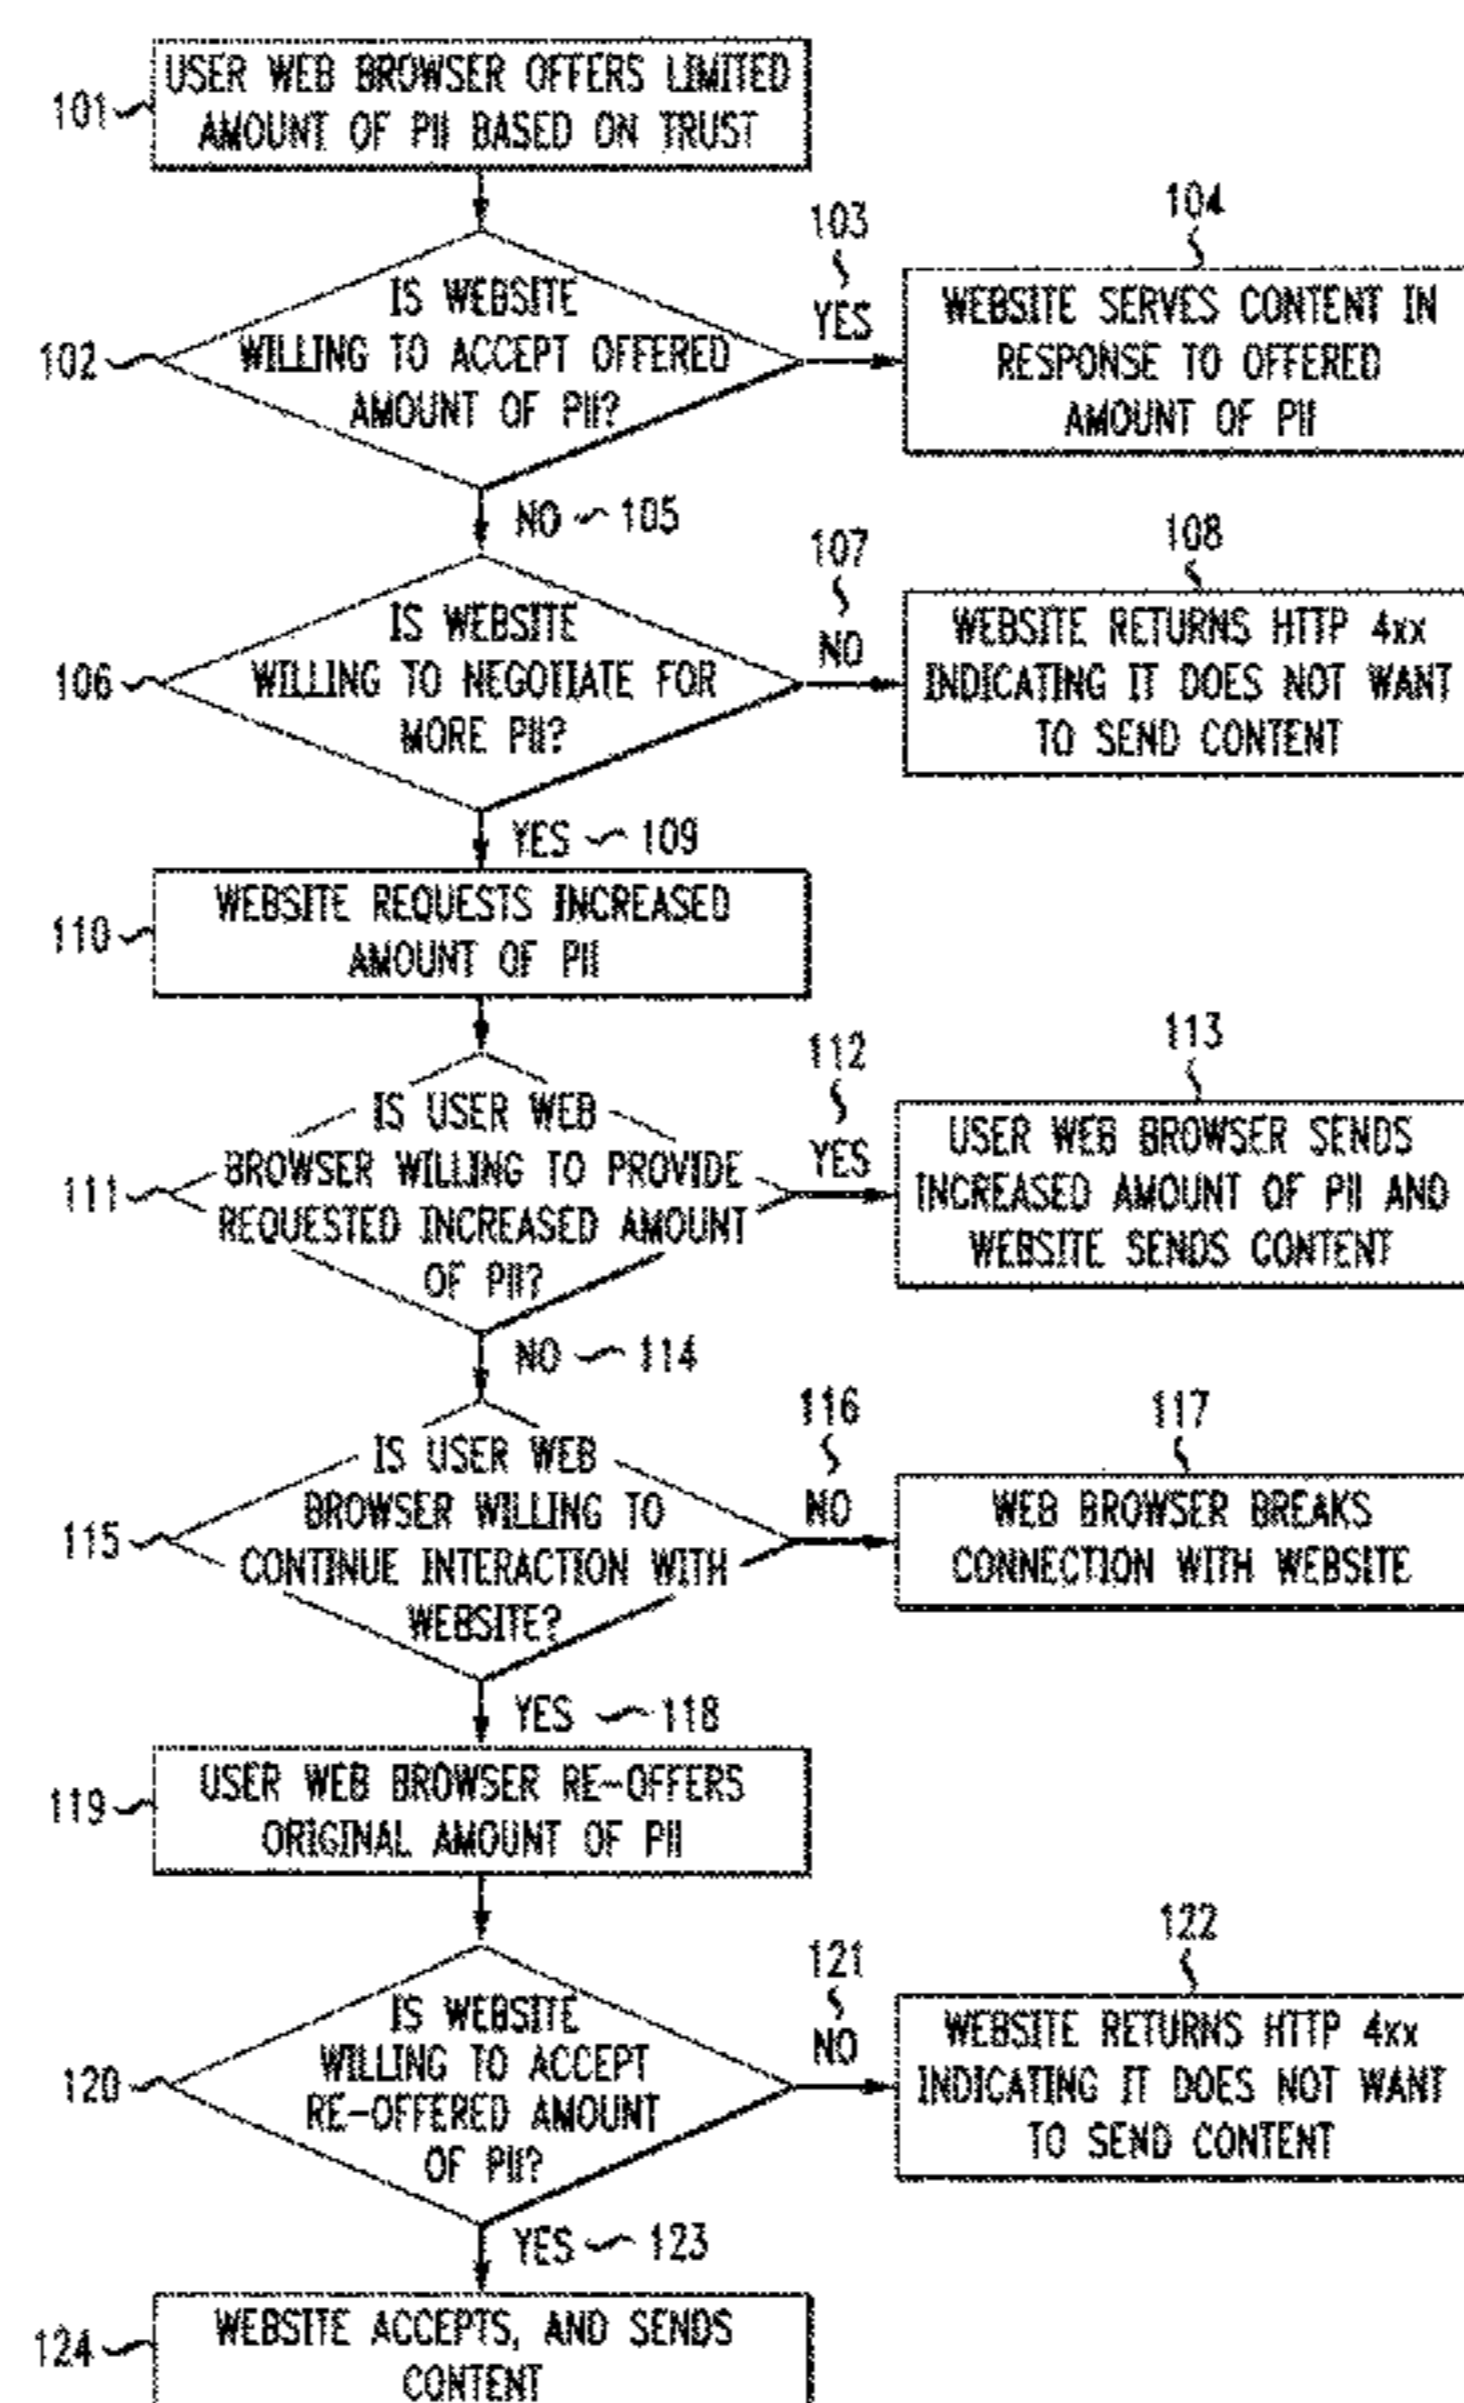 101
USER WEB BROWSER OFFERS LIMITED
AMOUNT OF PII BASED ON TRUST
102
IS WEBSITE
WILLING TO ACCEPT OFFERED
AMOUNT OF PII?
103
YES
104
WEBSITE SERVES CONTENT IN
RESPONSE TO OFFERED
AMOUNT OF PII
NO 105
106
IS WEBSITE
WILLING TO NEGOTIATE FOR
MORE PII?
107
NO
108
WEBSITE RETURNS HTTP 4xx
INDICATING IT DOES NOT WANT
TO SEND CONTENT
YES 109
110
WEBSITE REQUESTS INCREASED
AMOUNT OF PII
111
IS USER WEB
BROWSER WILLING TO PROVIDE
REQUESTED INCREASED AMOUNT
OF PII?
112
YES
113
USER WEB BROWSER SENDS
INCREASED AMOUNT OF PII AND
WEBSITE SENDS CONTENT
NO 114
115
IS USER WEB
BROWSER WILLING TO
CONTINUE INTERACTION WITH
WEBSITE?
116
NO
117
WEB BROWSER BREAKS
CONNECTION WITH WEBSITE
YES 118
119
USER WEB BROWSER RE-OFFERS
ORIGINAL AMOUNT OF PII
120
IS WEBSITE
WILLING TO ACCEPT
RE-OFFERED AMOUNT
OF PII?
121
NO
122
WEBSITE RETURNS HTTP 4xx
INDICATING IT DOES NOT WANT
TO SEND CONTENT
YES 123
124
WEBSITE ACCEPTS, AND SENDS
CONTENT